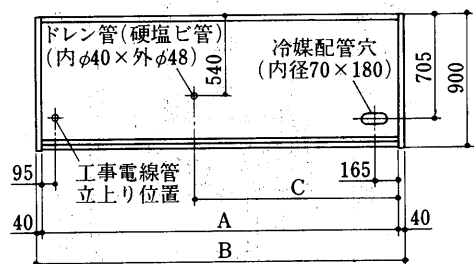 ドレン管(硬塩ビ管)
(内φ40×外φ48)
540
冷媒配管穴
(内径70×180)
705
900
95
工事電線管
立上り位置
165
C
40
A
40
B